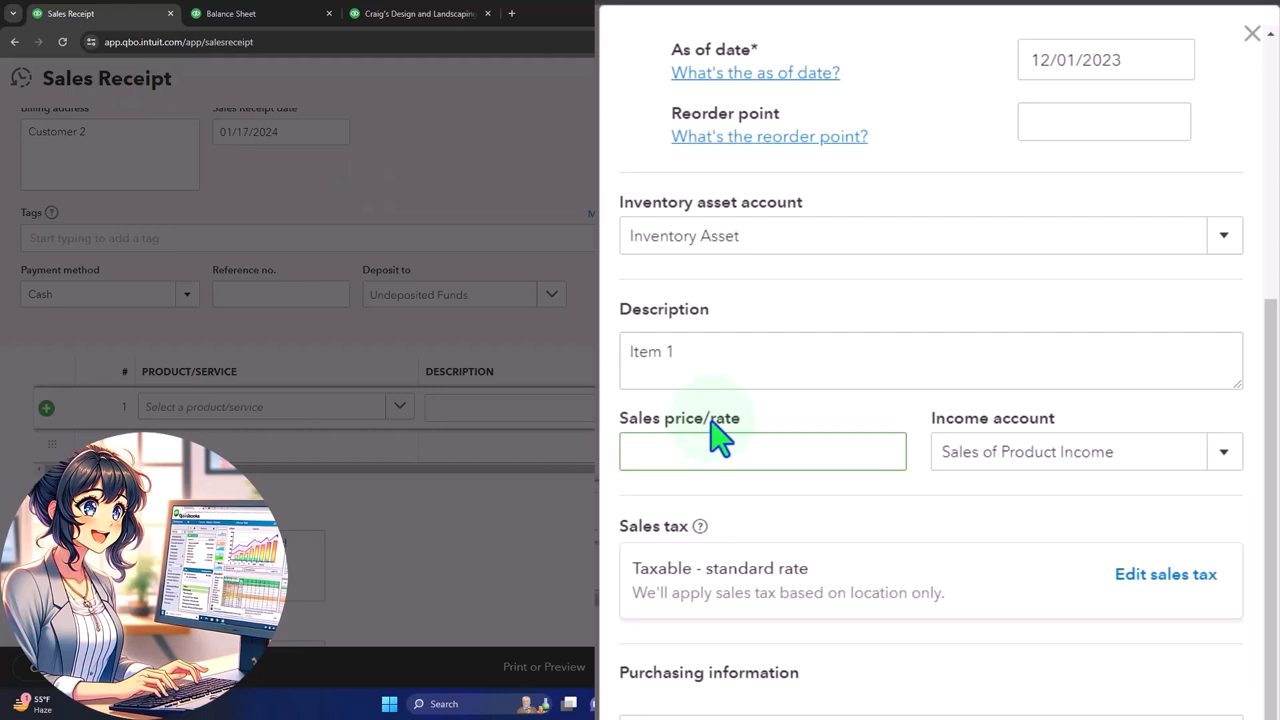 Sales Receipt
Balance Sheet
Craig's Design and Landscaping
app.qbo.intuit.com/app/salesreceipt
Sales Receipt
Billing address
Sales Receipt date
Customer 2
01/17/2024
Tags
M
Start typing to add a tag
Payment method
Reference no.
Deposit to
Cash
Undeposited Funds
#
PRODUCT/SERVICE
DESCRIPTION
1
Select a product/service
QuickBooks
Print or Preview
55°F
Haze
Search
As of date*
What's the as of date?
12/01/2023
Reorder point
What's the reorder point?
Inventory asset account
Inventory Asset
Description
Item 1
Sales price/rate
Income account
Sales of Product Income
Sales tax
Taxable - standard rate
We'll apply sales tax based on location only.
Edit sales tax
Purchasing information